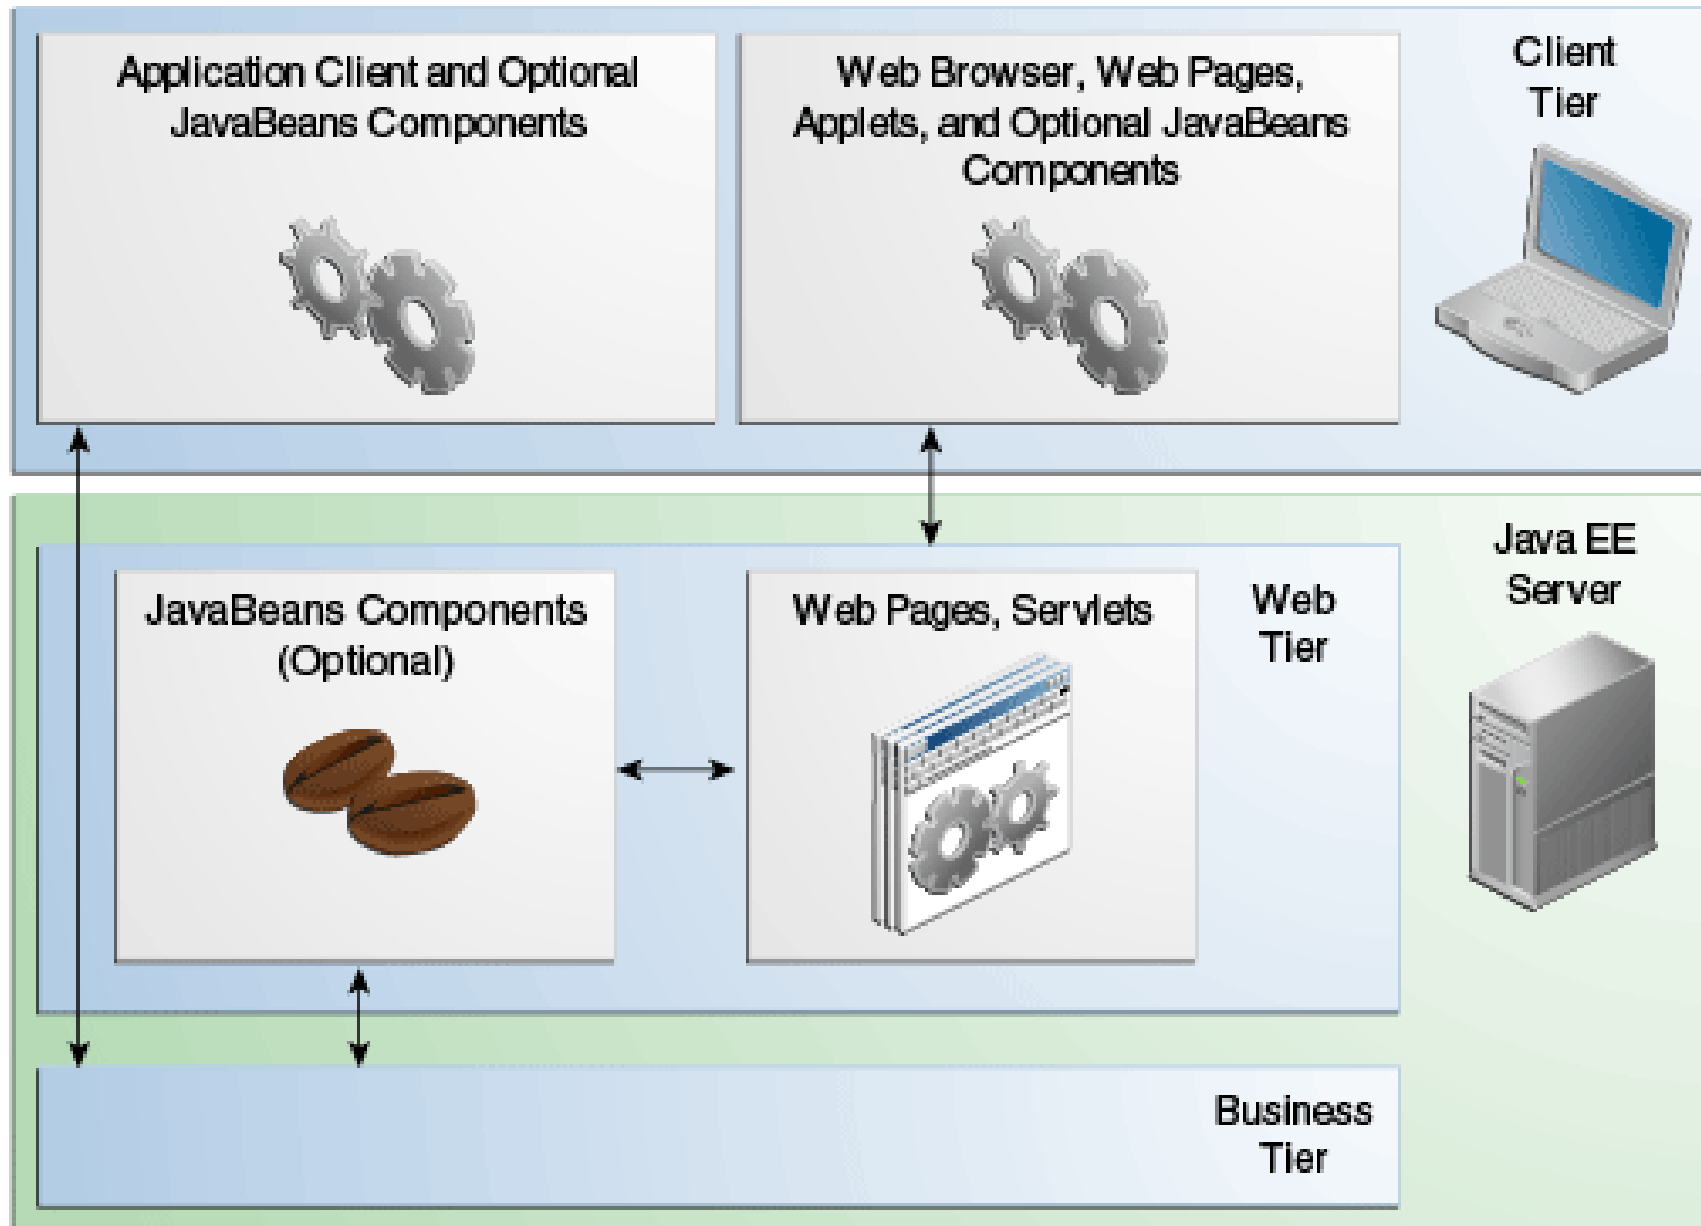 Application Client and Optional
JavaBeans Components
Web Browser, Web Pages,
Applets, and Optional JavaBeans
Components
Client
Tier
Java EE
Server
JavaBeans Components
(Optional)
Web Pages, Servlets
Web
Tier
Business
Tier